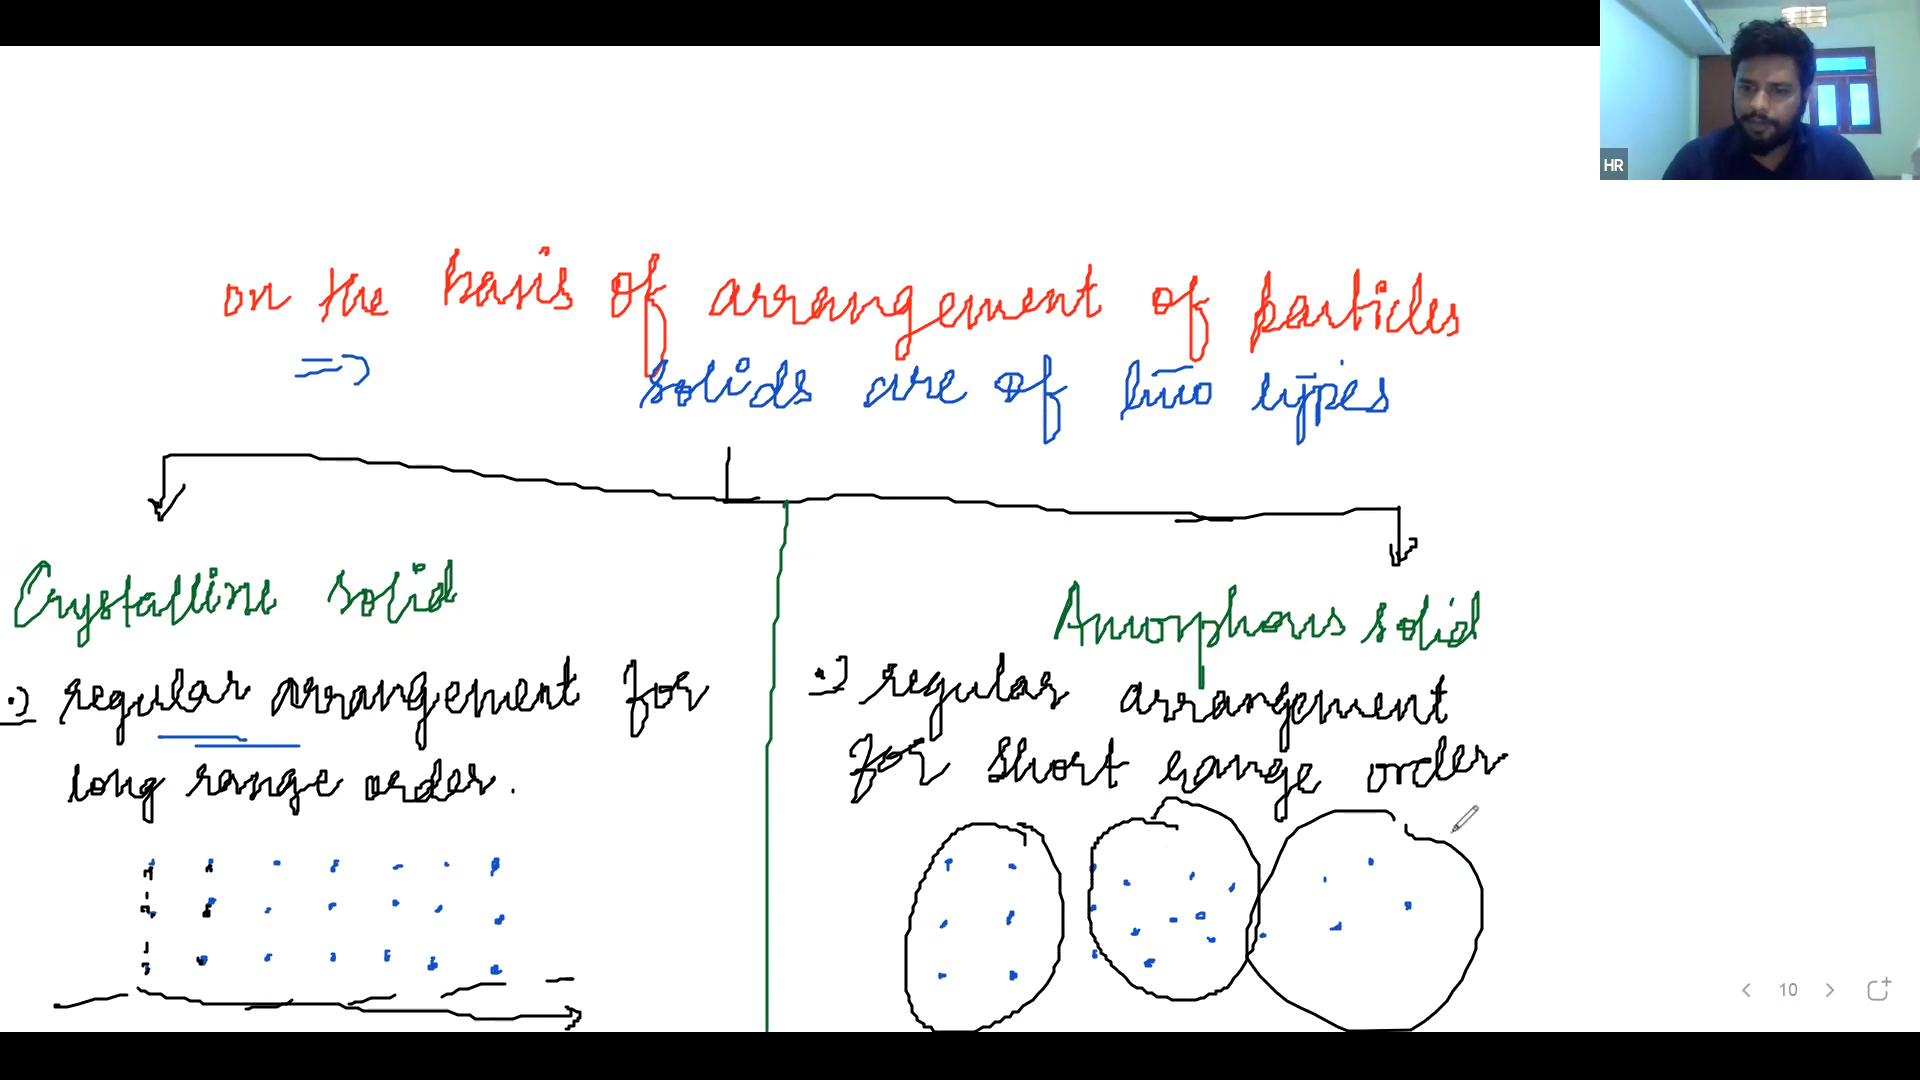 HR
on the basis of arrangement of particles
=> solids are of two types
Crystalline solid
Amorphous solid
.) regular arrangement for
long range order.
.) regular arrangement
for short range order
< 10 >